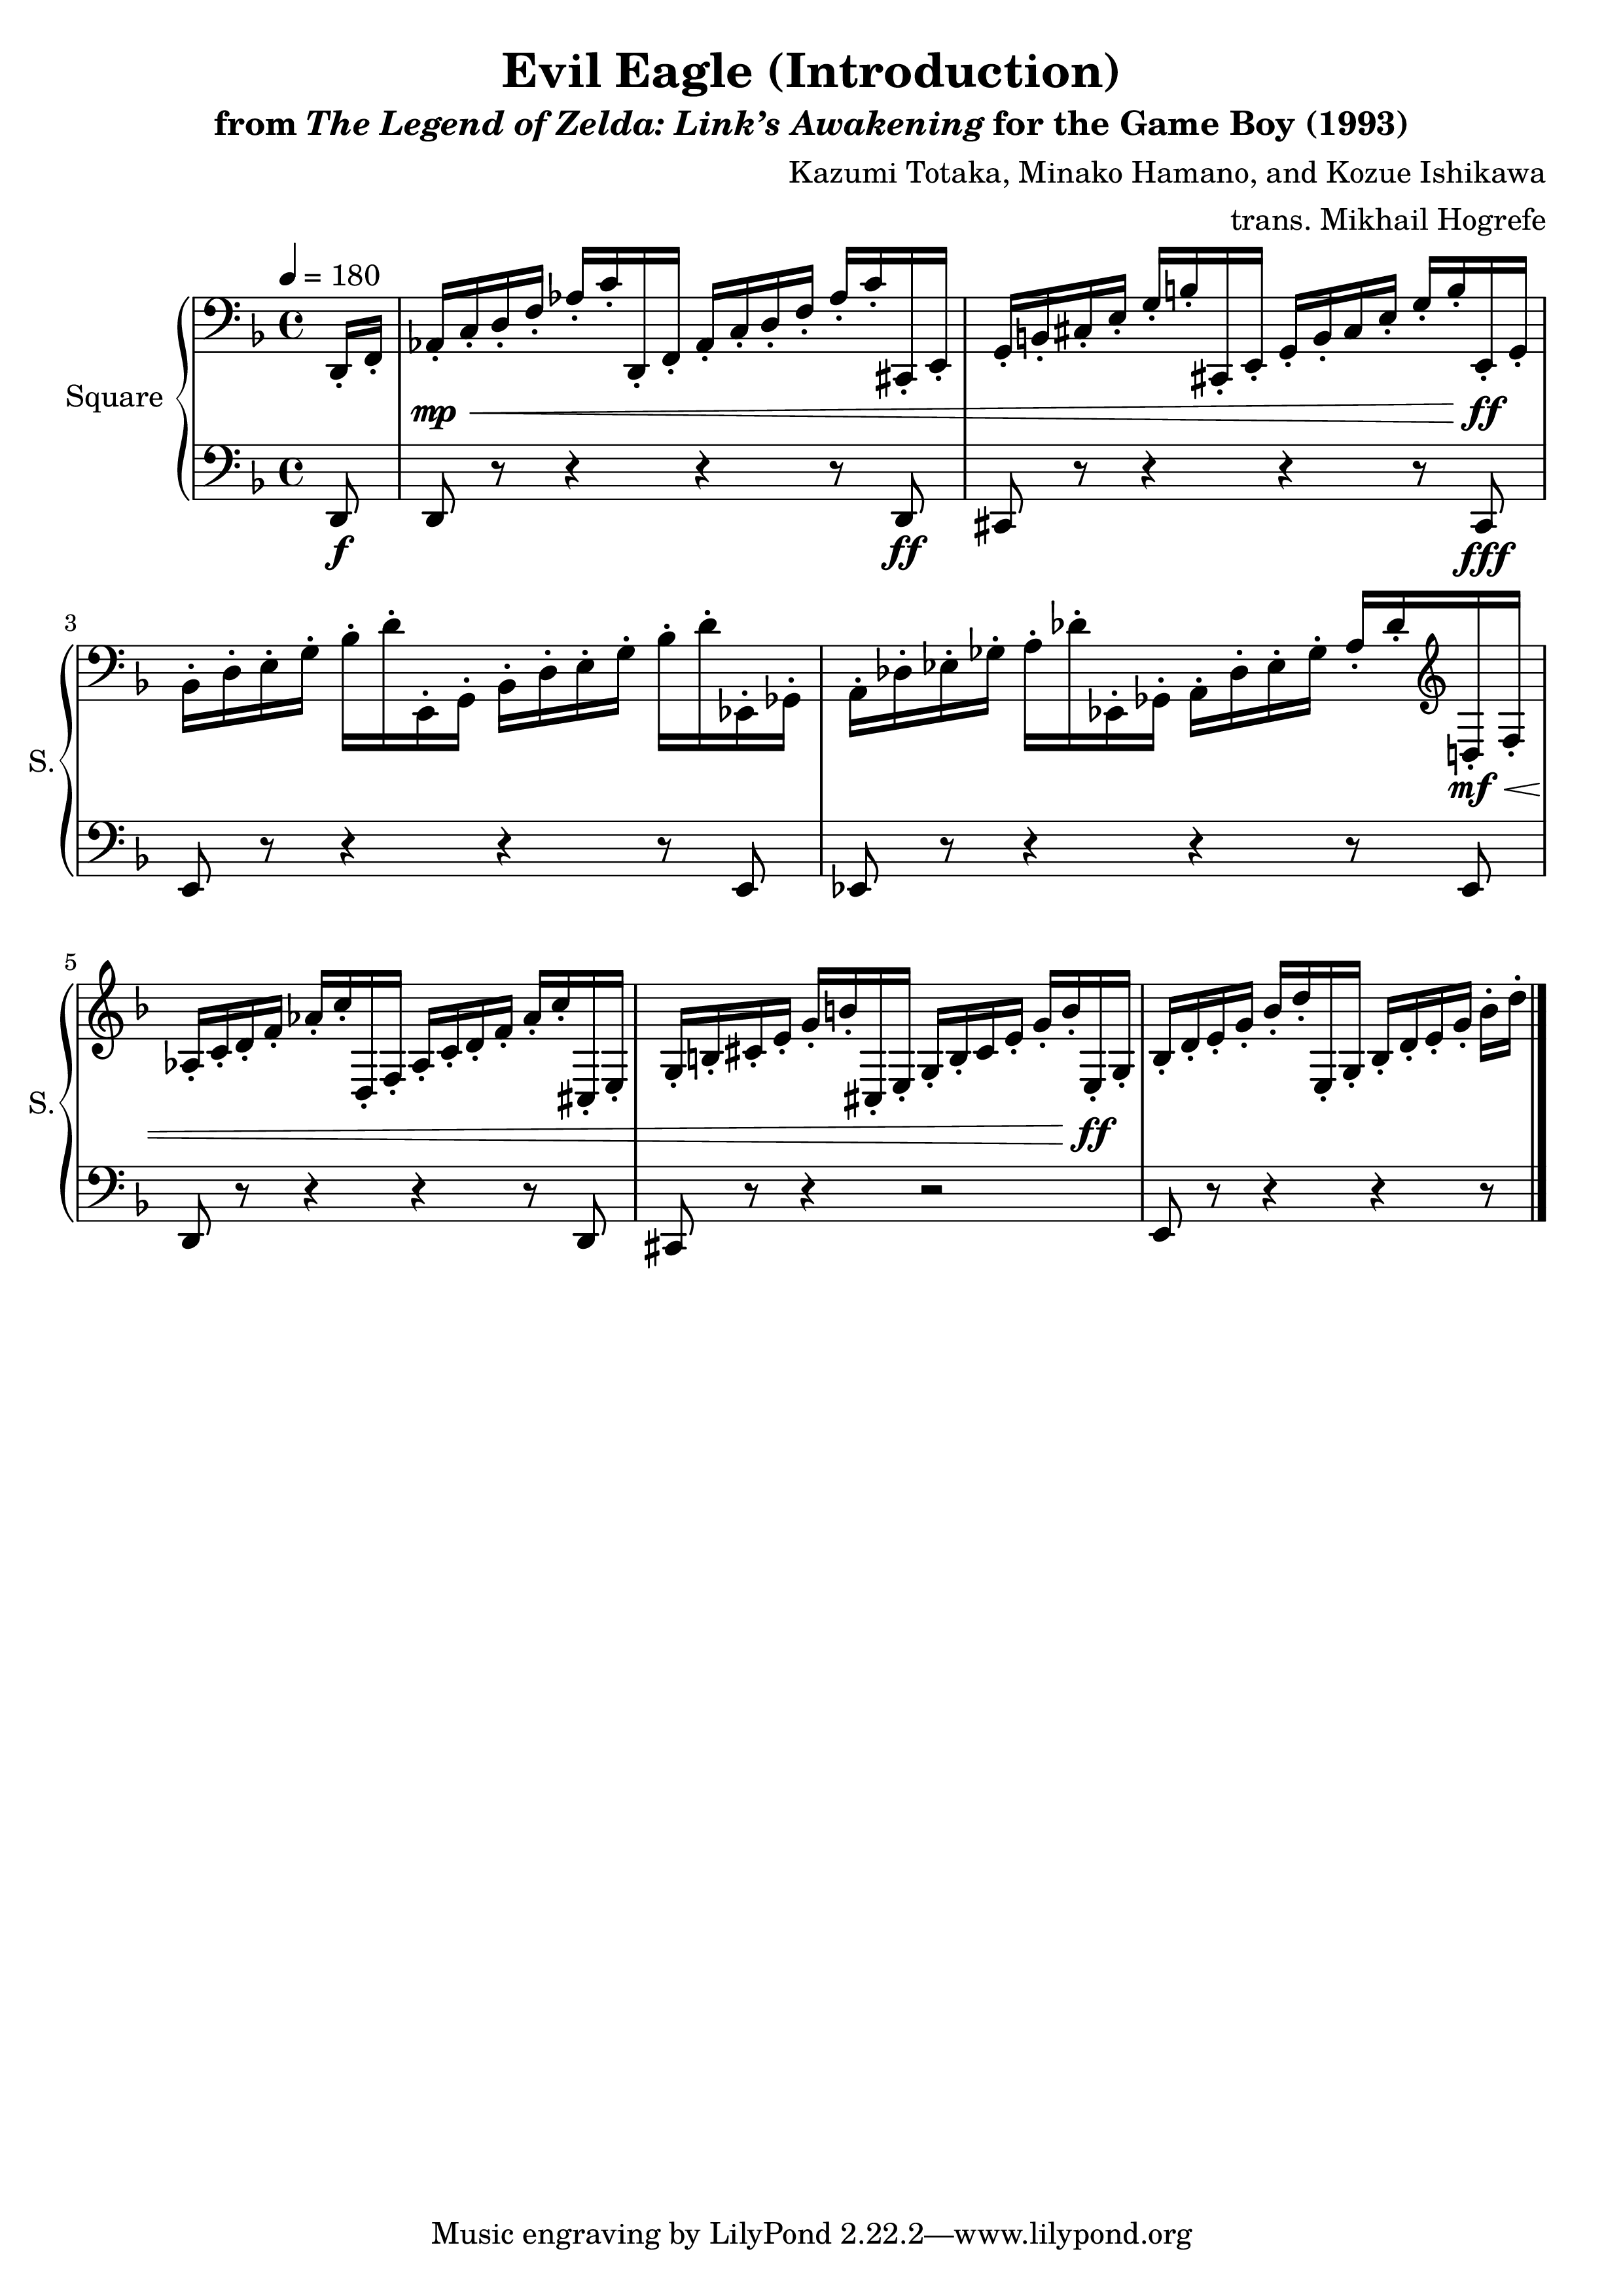 Evil Eagle (Introduction)
from The Legend of Zelda: Link’s Awakening for the Game Boy (1993)
Kazumi Totaka, Minako Hamano, and Kozue Ishikawa
trans. Mikhail Hogrefe
= 180
Square
mp
ff
f
ff
fff
3
S.
mf
5
S.
ff
Music engraving by LilyPond 2.22.2—www.lilypond.org